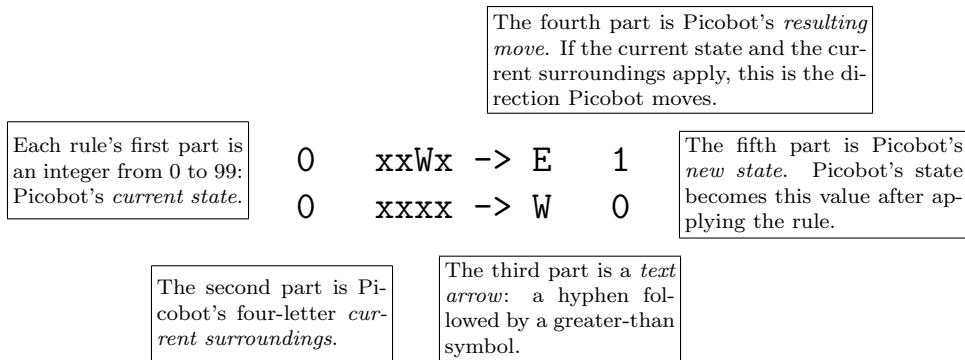 The fourth part is Picobot's resulting
move. If the current state and the cur-
rent surroundings apply, this is the di-
rection Picobot moves.
Each rule's first part is
an integer from 0 to 99:
Picobot's current state.
0 xxWx -> E 1
0 xxxx -> W 0
The fifth part is Picobot's
new state. Picobot's state
becomes this value after ap-
plying the rule.
The second part is Pi-
cobot's four-letter cur-
rent surroundings.
The third part is a text
arrow: a hyphen fol-
lowed by a greater-than
symbol.